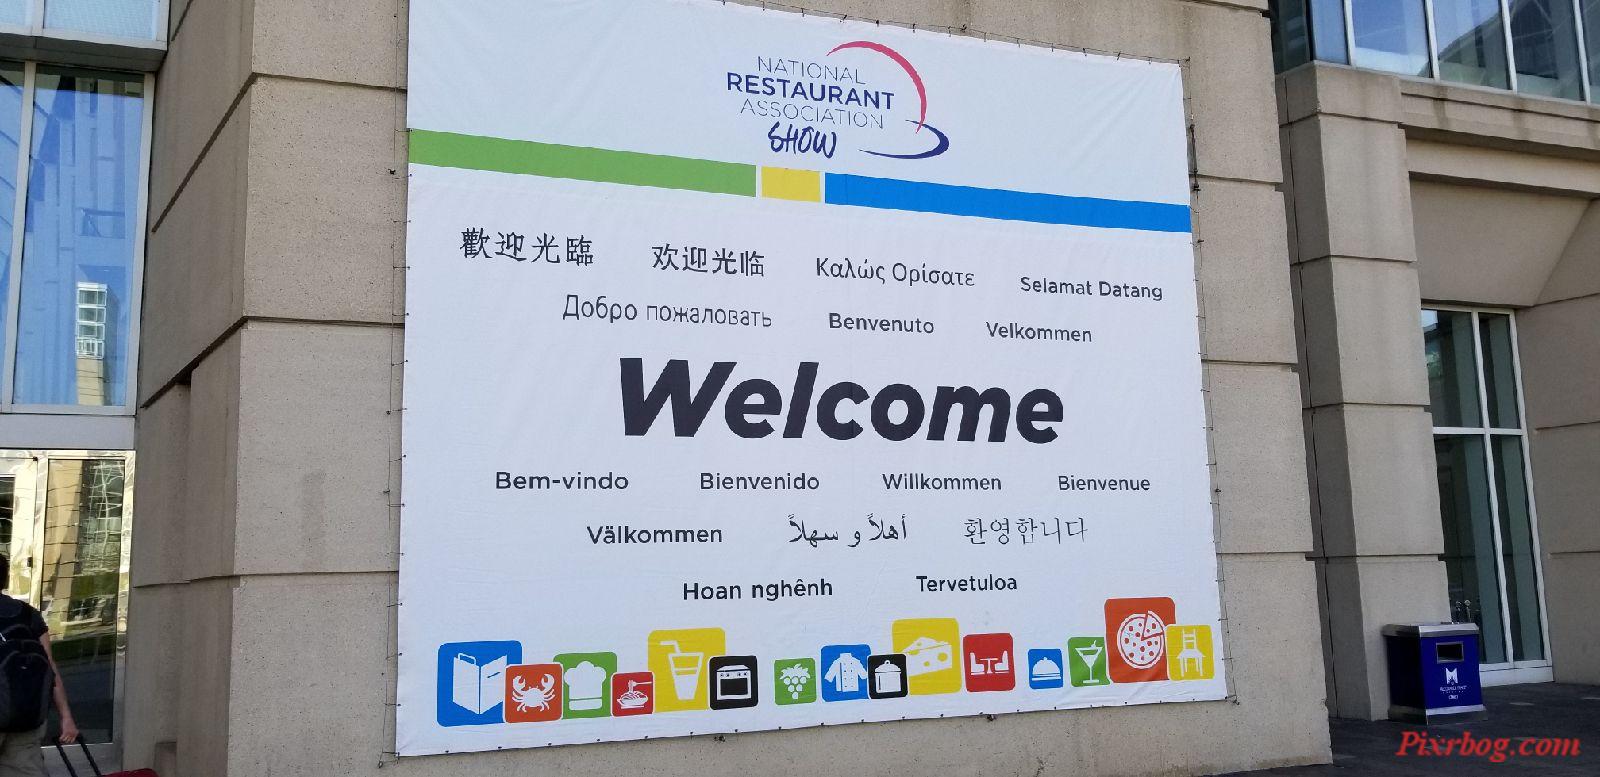 NATIONAL
RESTAURANT
ASSOCIATION
SHOW
歡迎光臨 欢迎光临 Καλώς Ορίσατε Selamat Datang
Добро пожаловать Benvenuto Velkommen
Welcome
Bem-vindo Bienvenido Willkommen Bienvenue
Välkommen أهلاً و سهلاً 환영합니다
Hoan nghênh Tervetuloa
Pixrbog.com